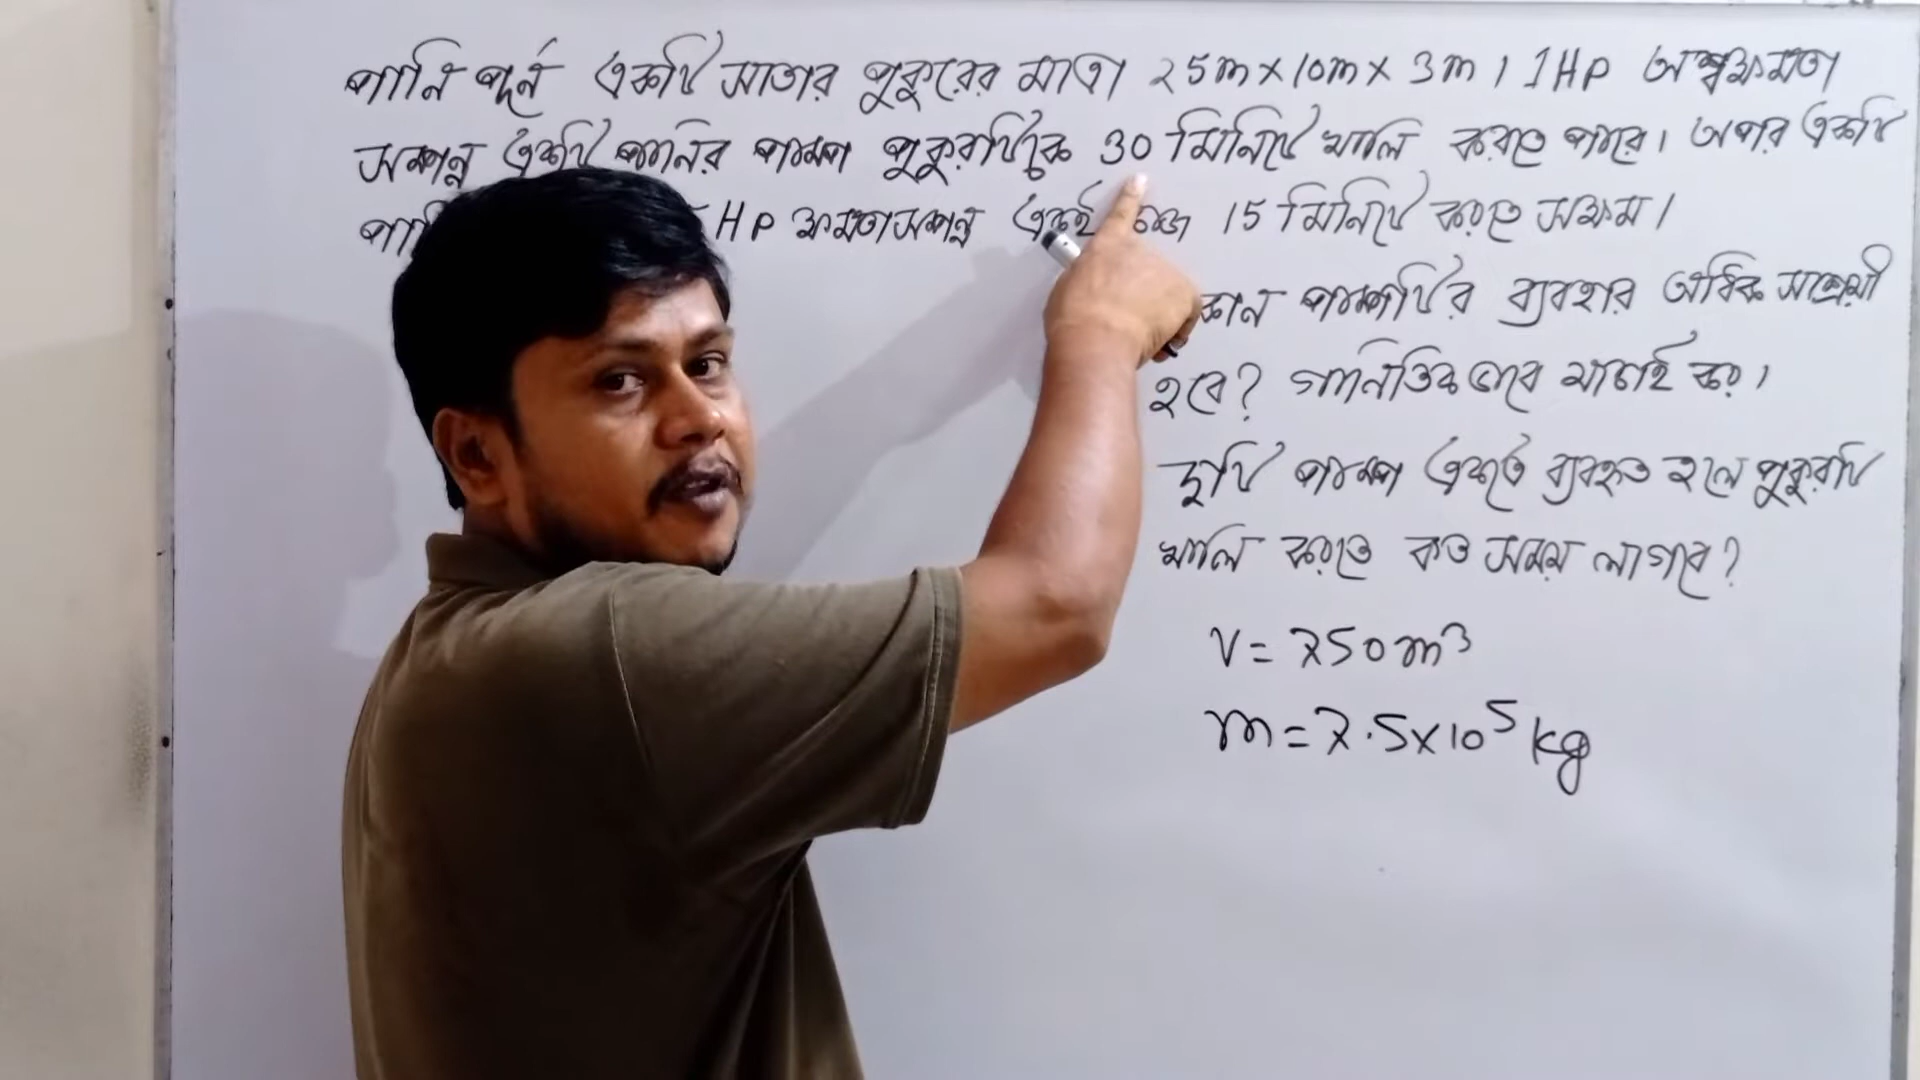 পানি পূর্ন একটি সাতার পুকুরের মাত্রা 25m×10m×3m। 1HP অশ্বক্ষমতা
সম্পন্ন একটি পানির পাম্প পুকুরটিকে 30 মিনিটে খালি করতে পারে। অপর একটি
HP ক্ষমতাসম্পন্ন একই 15 মিনিটে করতে সক্ষম।
পাম্পটির ব্যবহার অধিক সাশ্রয়ী
হবে? গানিতিক ভাবে যাচাই কর।
দুটি পাম্প একত্রে ব্যবহৃত হলে পুকুরটি
খালি করতে কত সময় লাগবে?
V = 750m³
m = 7.5×10⁵ kg